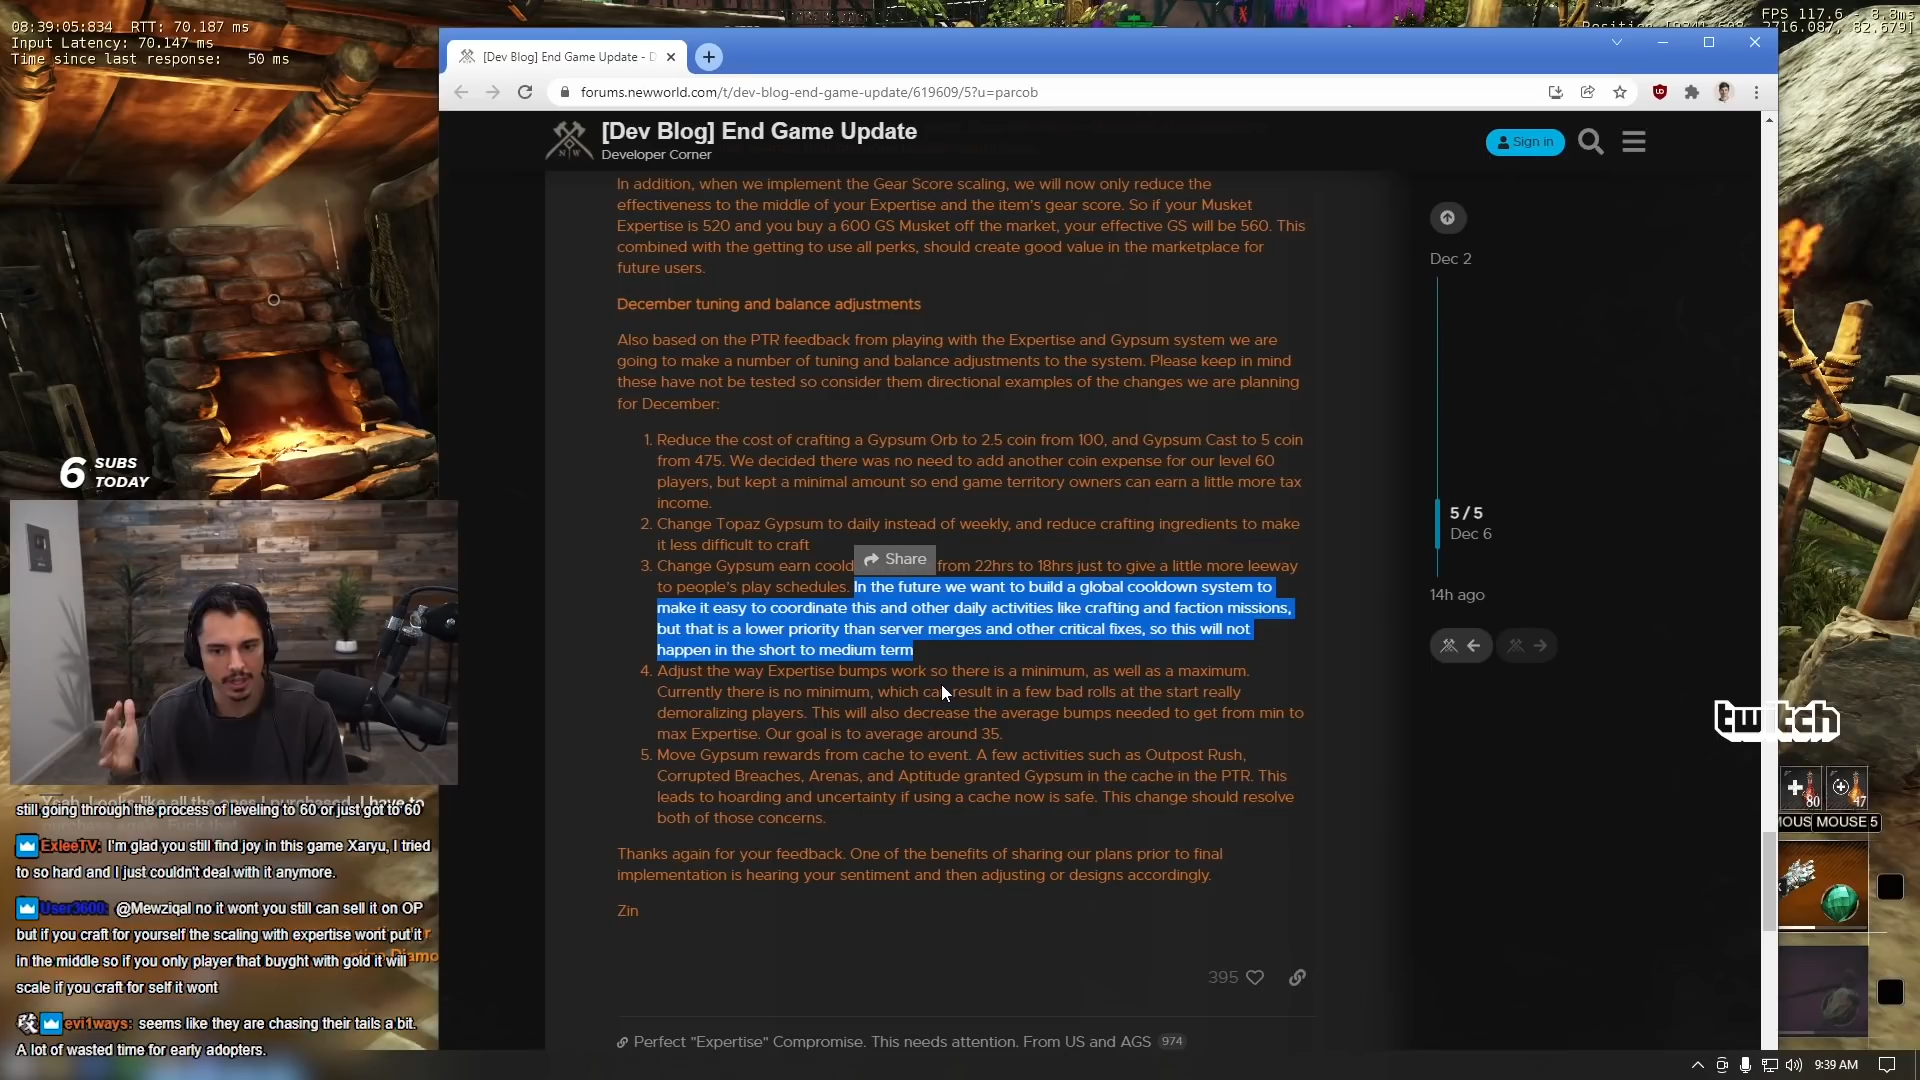 08:39:05:834 RTT: 70.187 ms
Input Latency: 70.147 ms
Time since last response: 50 ms
FPS 117.6 - 8.8ms
2716.087, 82.679]
[Dev Blog] End Game Update - D
forums.newworld.com/t/dev-blog-end-game-update/619609/5?u=parcob
[Dev Blog] End Game Update
Developer Corner
Sign in
In addition, when we implement the Gear Score scaling, we will now only reduce the
effectiveness to the middle of your Expertise and the item's gear score. So if your Musket
Expertise is 520 and you buy a 600 GS Musket off the market, your effective GS will be 560. This
combined with the getting to use all perks, should create good value in the marketplace for
future users.
December tuning and balance adjustments
Also based on the PTR feedback from playing with the Expertise and Gypsum system we are
going to make a number of tuning and balance adjustments to the system. Please keep in mind
these have not be tested so consider them directional examples of the changes we are planning
for December:
1. Reduce the cost of crafting a Gypsum Orb to 2.5 coin from 100, and Gypsum Cast to 5 coin
from 475. We decided there was no need to add another coin expense for our level 60
players, but kept a minimal amount so end game territory owners can earn a little more tax
income.
2. Change Topaz Gypsum to daily instead of weekly, and reduce crafting ingredients to make
it less difficult to craft
Share
3. Change Gypsum earn coold from 22hrs to 18hrs just to give a little more leeway
to people's play schedules. In the future we want to build a global cooldown system to
make it easy to coordinate this and other daily activities like crafting and faction missions,
but that is a lower priority than server merges and other critical fixes, so this will not
happen in the short to medium term
4. Adjust the way Expertise bumps work so there is a minimum, as well as a maximum.
Currently there is no minimum, which can result in a few bad rolls at the start really
demoralizing players. This will also decrease the average bumps needed to get from min to
max Expertise. Our goal is to average around 35.
5. Move Gypsum rewards from cache to event. A few activities such as Outpost Rush,
Corrupted Breaches, Arenas, and Aptitude granted Gypsum in the cache in the PTR. This
leads to hoarding and uncertainty if using a cache now is safe. This change should resolve
both of those concerns.
Thanks again for your feedback. One of the benefits of sharing our plans prior to final
implementation is hearing your sentiment and then adjusting or designs accordingly.
Zin
395
Perfect "Expertise" Compromise. This needs attention. From US and AGS 974
Dec 2
5 / 5
Dec 6
14h ago
6 SUBS
TODAY
still going through the process of leveling to 60 or just got to 60
ExleeTV: I'm glad you still find joy in this game Xaryu, I tried
to so hard and I just couldn't deal with it anymore.
User3600: @Mewziqal no it wont you still can sell it on OP
but if you craft for yourself the scaling with expertise wont put it
in the middle so if you only player that buyght with gold it will
scale if you craft for self it wont
evi1ways: seems like they are chasing their tails a bit.
A lot of wasted time for early adopters.
twitch
80
47
MOUS MOUSE 5
9:39 AM